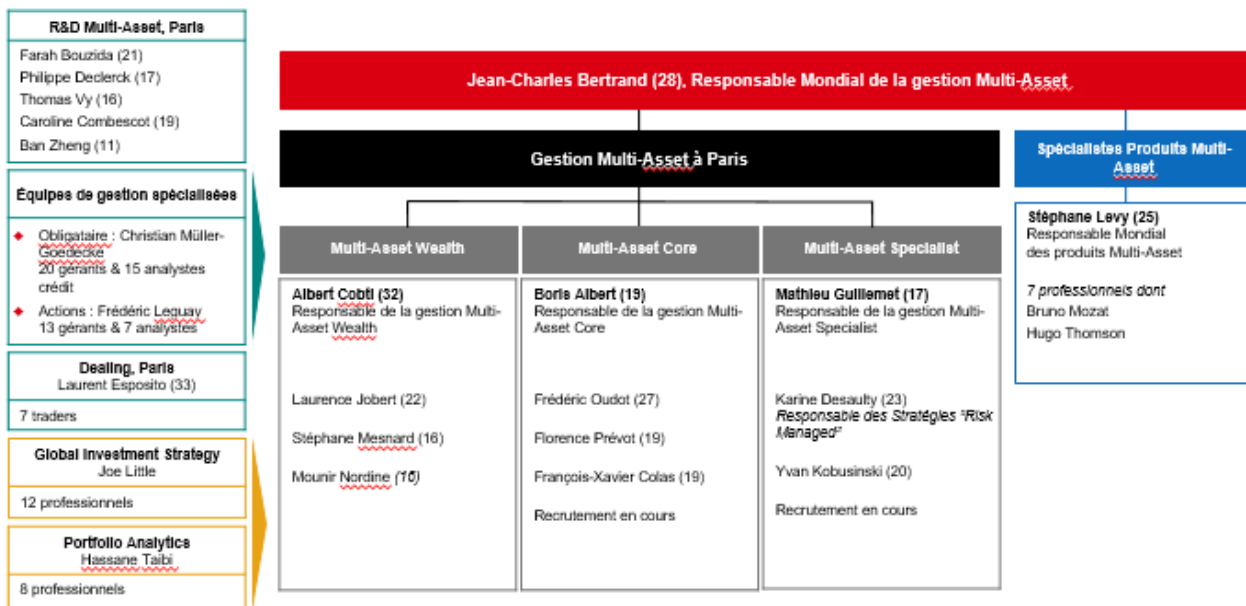 R&D Multi-Asset, Paris
Farah Bouzida (21)
Philippe Declerck (17)
Thomas Vy (16)
Caroline Combescot (19)
Ban Zheng (11)
Équipes de gestion spécialisées
Obligataire : Christian Müller-
Goedecke
20 gérants & 15 analystes
crédit
Actions : Frédéric Leguay
13 gérants & 7 analystes
Dealing, Paris
Laurent Esposito (33)
7 traders
Global Investment Strategy
Joe Little
12 professionnels
Portfolio Analytics
Hassane Taibi
8 professionnels
Jean-Charles Bertrand (28), Responsable Mondial de la gestion Multi-Asset
Gestion Multi-Asset à Paris
Multi-Asset Wealth
Albert Cobti (32)
Responsable de la gestion Multi-
Asset Wealth
Laurence Jobert (22)
Stéphane Mesnard (16)
Mounir Nordine (16)
Multi-Asset Core
Boris Albert (19)
Responsable de la gestion Multi-
Asset Core
Frédéric Oudot (27)
Florence Prévot (19)
François-Xavier Colas (19)
Recrutement en cours
Multi-Asset Specialist
Mathieu Guillemet (17)
Responsable de la gestion Multi-
Asset Specialist
Karine Desaulty (23)
Responsable des Stratégies "Risk
Managed"
Yvan Kobusinski (20)
Recrutement en cours
Spécialistes Produits Multi-
Asset
Stéphane Levy (25)
Responsable Mondial
des produits Multi-Asset
7 professionnels dont
Bruno Mozat
Hugo Thomson